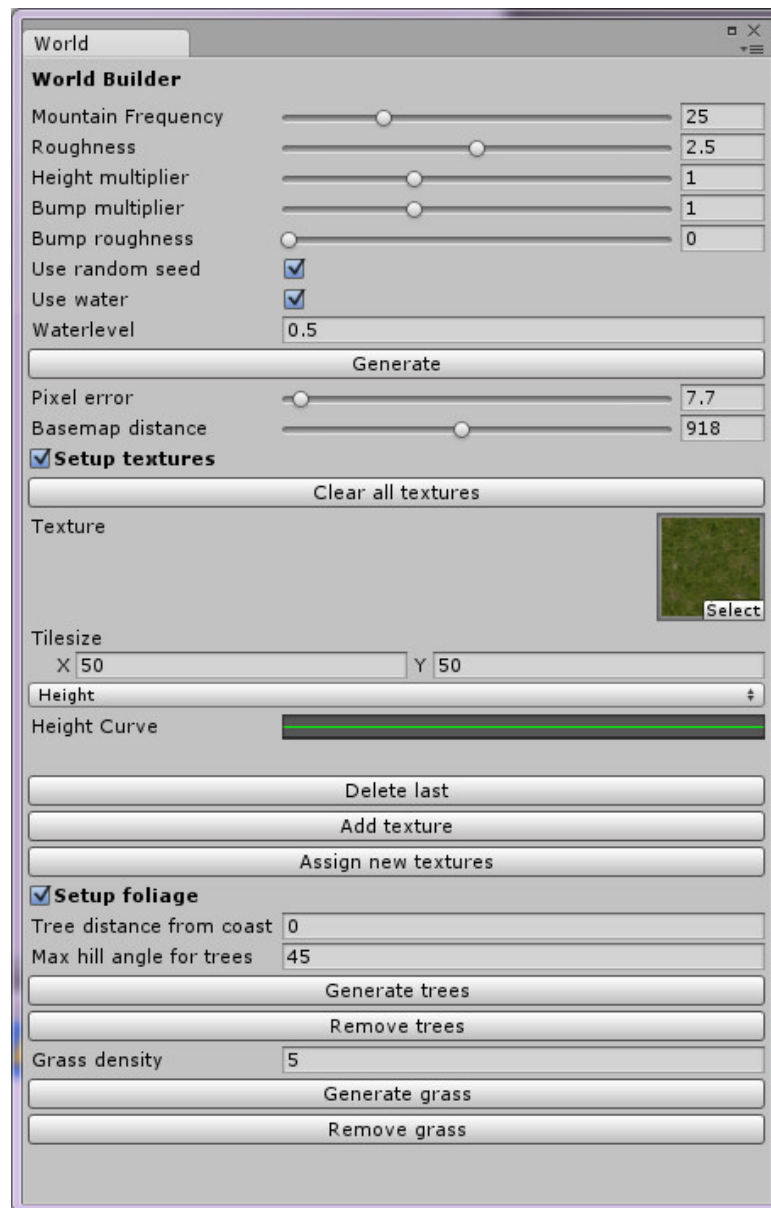 World
World Builder
Mountain Frequency 25
Roughness 2.5
Height multiplier 1
Bump multiplier 1
Bump roughness 0
Use random seed
Use water
Waterlevel 0.5
Generate
Pixel error 7.7
Basemap distance 918
Setup textures
Clear all textures
Texture
Select
Tilesize
X 50 Y 50
Height
Height Curve
Delete last
Add texture
Assign new textures
Setup foliage
Tree distance from coast 0
Max hill angle for trees 45
Generate trees
Remove trees
Grass density 5
Generate grass
Remove grass